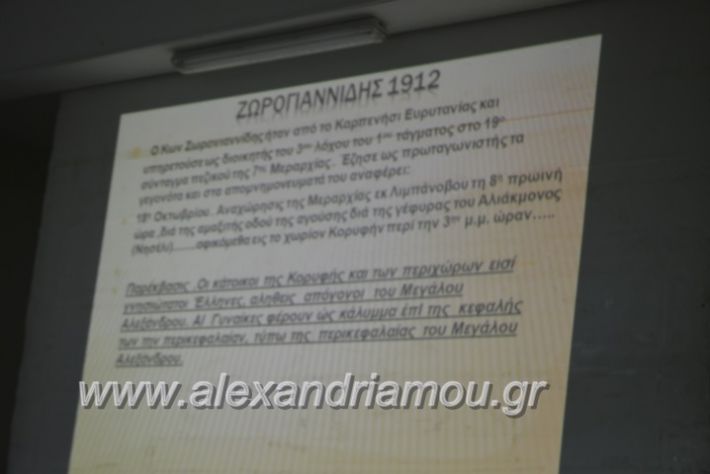 ΖΩΡΟΓΙΑΝΝΙΔΗΣ 1912
Ο Κων Ζωρογιαννίδης ήταν από το Καρπενήσι Ευρυτανίας και
υπηρετούσε ως διοικητής του 3ου λόχου του 1ου τάγματος στο 19ο
σύνταγμα πεζικού της 7ης Μεραρχίας. Έζησε ως πρωταγωνιστής τα
γεγονότα και στα απομνημονεύματά του αναφέρει:
18η Οκτωβρίου. Αναχώρησις της Μεραρχίας εκ Λιμπάνοβου τη 8η πρωινή
ώρα ,διά της αμαξιτής οδού της αγούσης διά της γέφυρας του Αλιάκμονος
(Νησέλι).......αφικόμεθα εις το χωρίον Κορυφήν περί την 3ην μ.μ. ώραν.....
Παρέκβασις .Οι κάτοικοι της Κορυφής και των περιχώρων εισί
γνησιώτατοι Έλληνες, αληθείς απόγονοι του Μεγάλου
Αλεξάνδρου. Αί Γυναίκες φέρουν ώς κάλυμμα επί της κεφαλής
των την περικεφαλαίαν, τύπω της περικεφαλαίας του Μεγάλου
Αλεξάνδρου.
www.alexandriamou.gr